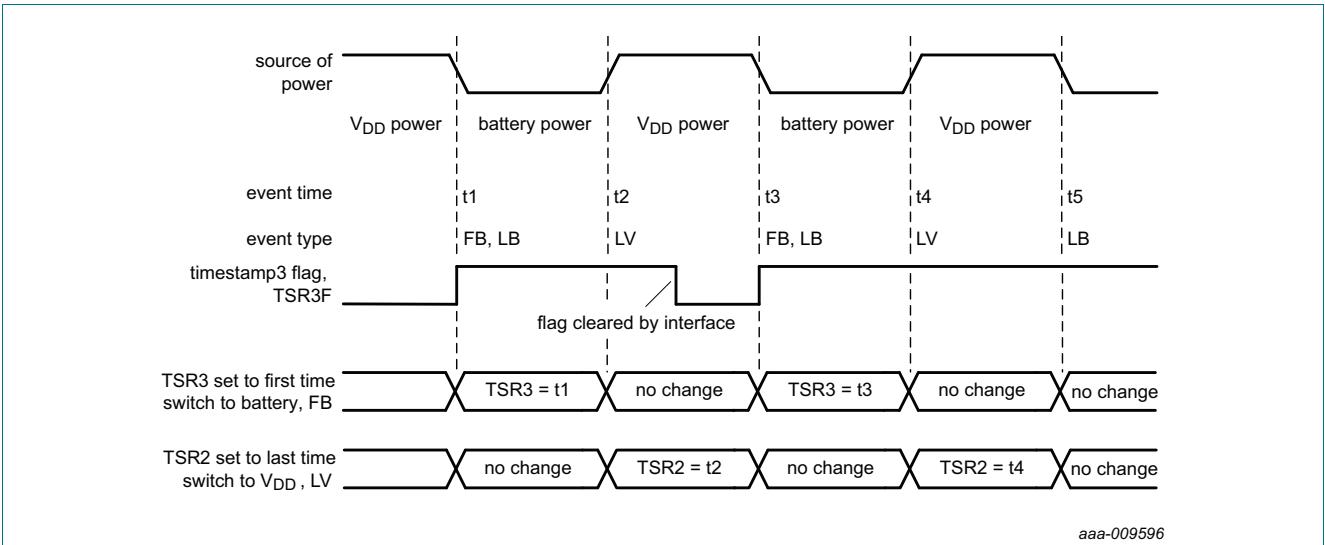 source of
power
V_DD power battery power V_DD power battery power V_DD power
event time t1 t2 t3 t4 t5
event type FB, LB LV FB, LB LV LB
timestamp3 flag,
TSR3F
flag cleared by interface
TSR3 set to first time
switch to battery, FB
TSR3 = t1 no change TSR3 = t3 no change no change
TSR2 set to last time
switch to V_DD , LV
no change TSR2 = t2 no change TSR2 = t4 no change
aaa-009596